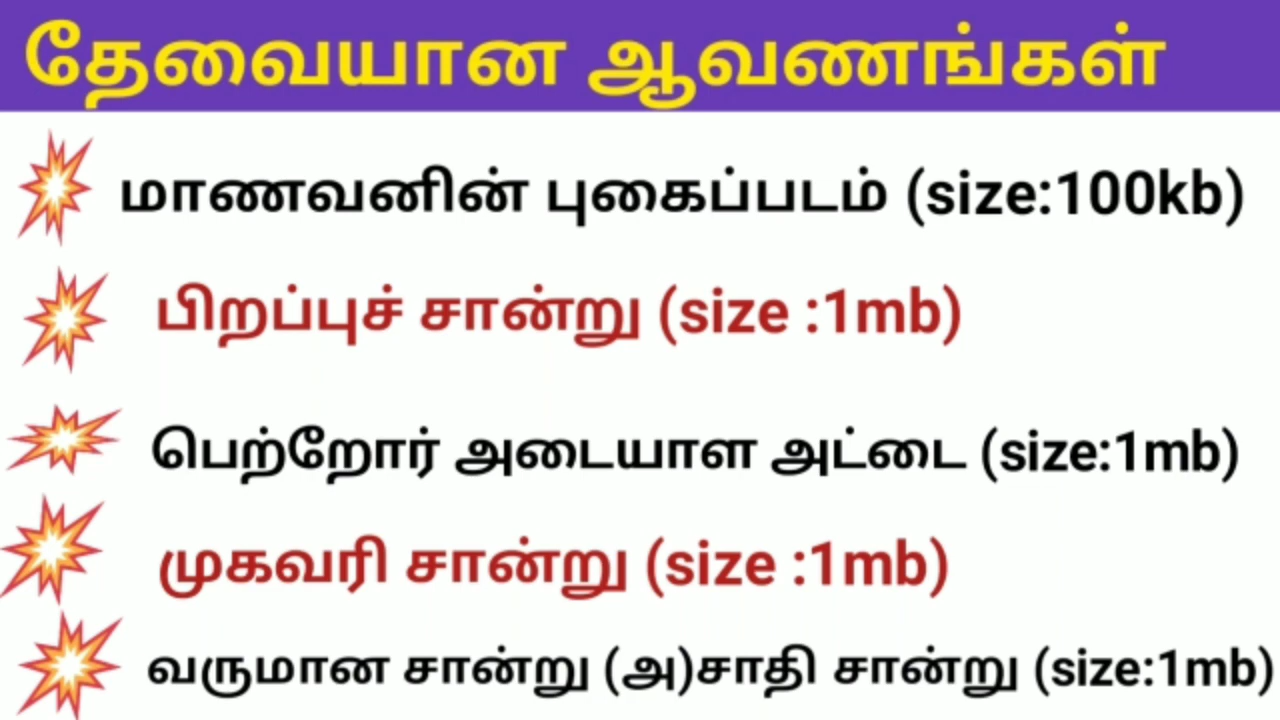 தேவையான ஆவணங்கள்
மாணவனின் புகைப்படம் (size:100kb)
பிறப்புச் சான்று (size :1mb)
பெற்றோர் அடையாள அட்டை (size:1mb)
முகவரி சான்று (size :1mb)
வருமான சான்று (அ)சாதி சான்று (size:1mb)